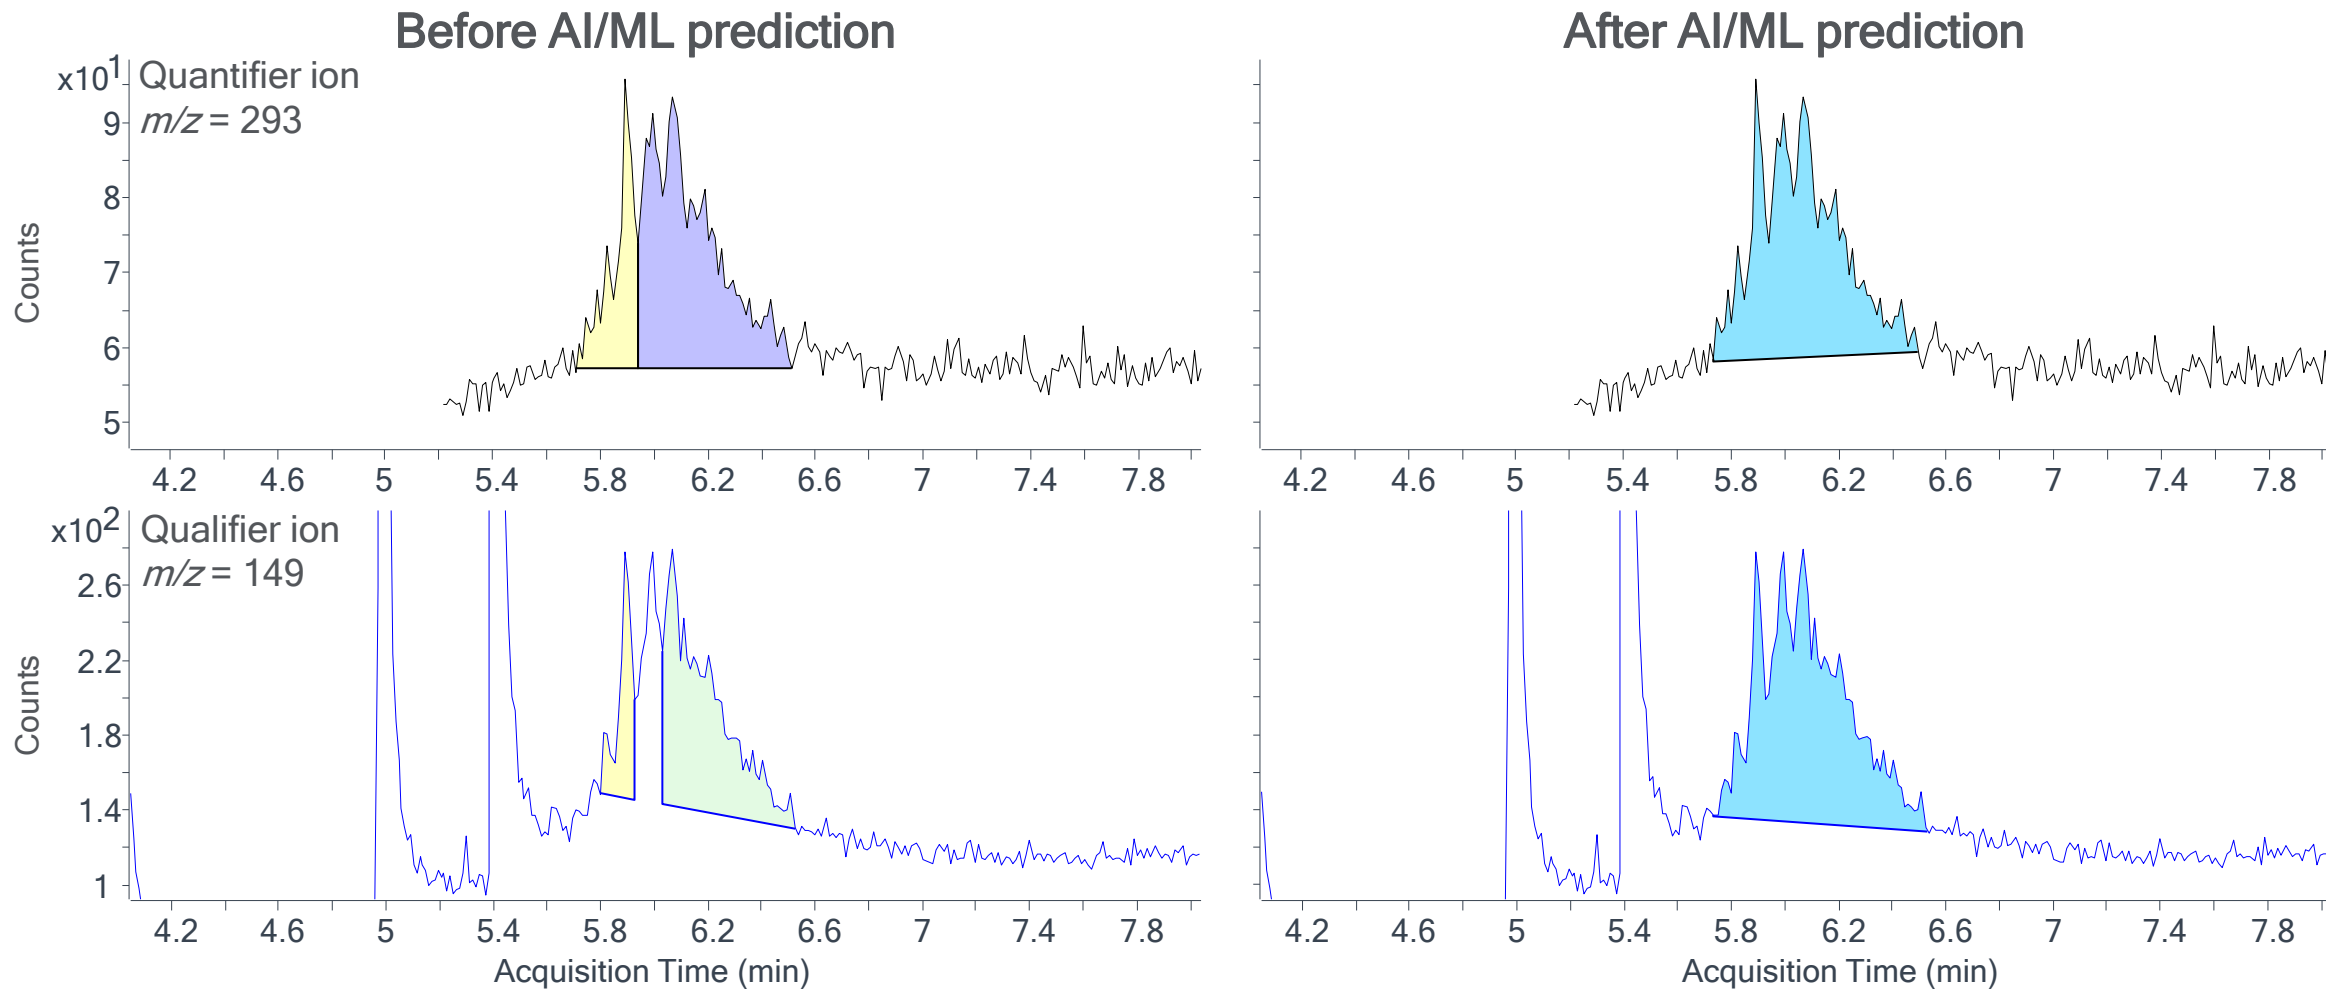 Before AI/ML prediction
After AI/ML prediction
x10¹
Quantifier ion
m/z = 293
9
8
7
6
5
Counts
4.2 4.6 5 5.4 5.8 6.2 6.6 7 7.4 7.8
4.2 4.6 5 5.4 5.8 6.2 6.6 7 7.4 7.8
x10²
Qualifier ion
m/z = 149
2.6
2.2
1.8
1.4
1
Counts
4.2 4.6 5 5.4 5.8 6.2 6.6 7 7.4 7.8
4.2 4.6 5 5.4 5.8 6.2 6.6 7 7.4 7.8
Acquisition Time (min)
Acquisition Time (min)